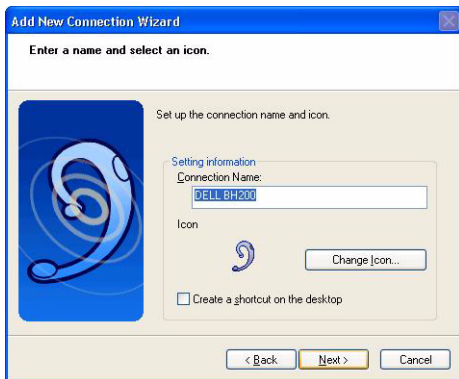 Add New Connection Wizard
Enter a name and select an icon.
Set up the connection name and icon.
Setting information
Connection Name:
DELL BH200
Icon
Change Icon...
Create a shortcut on the desktop
< Back
Next >
Cancel